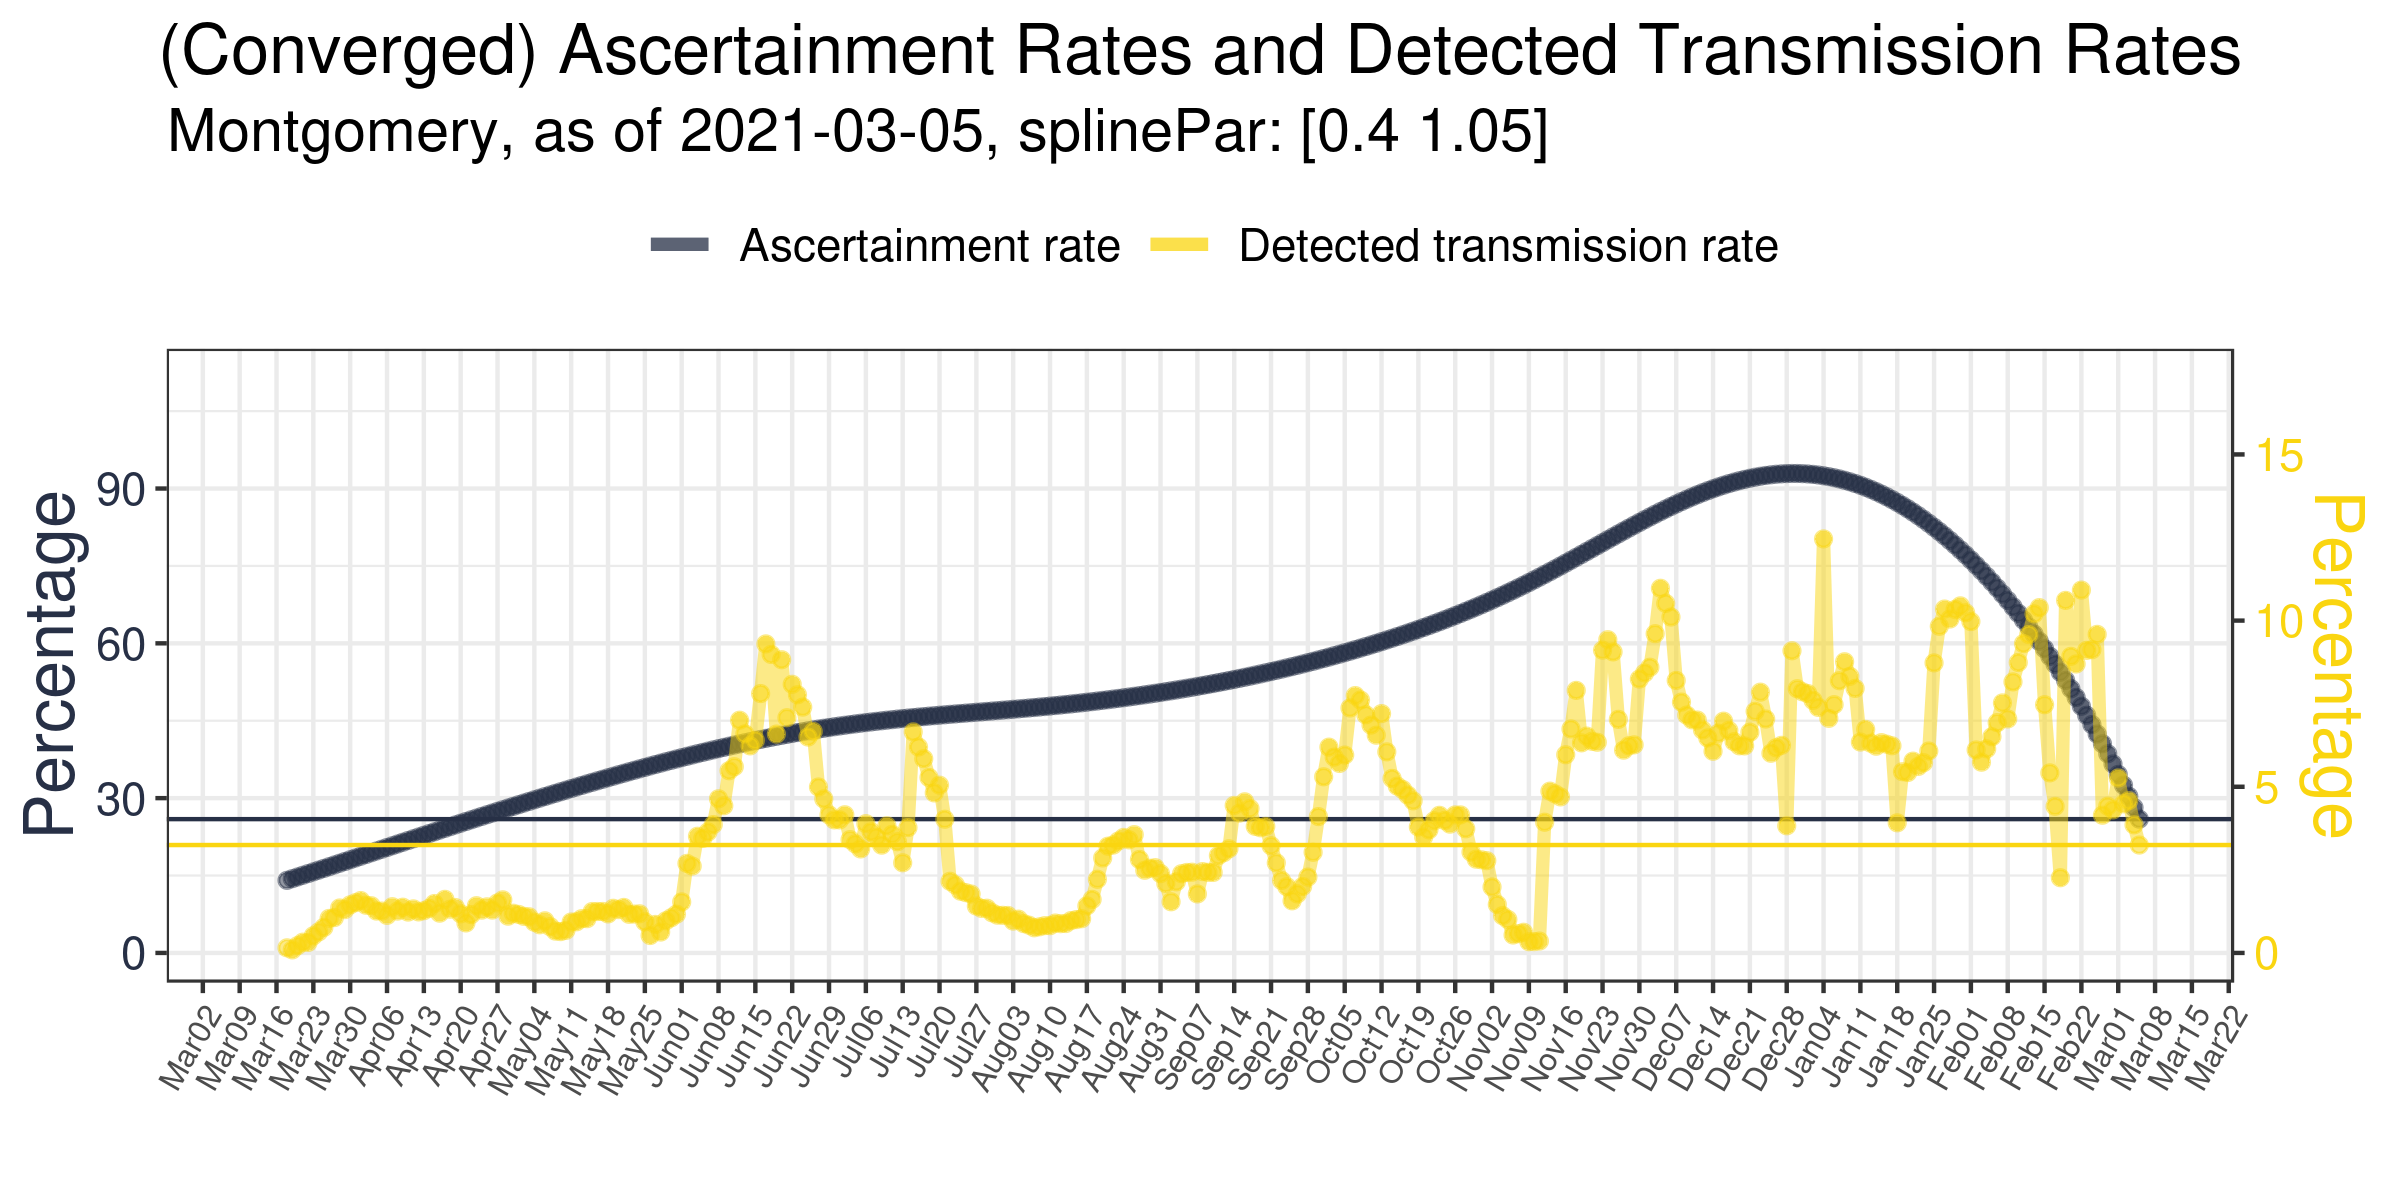 (Converged) Ascertainment Rates and Detected Transmission Rates
Montgomery, as of 2021-03-05, splinePar: [0.4 1.05]
Ascertainment rate
Detected transmission rate
Percentage
90
60
30
0
15
10
5
0
Percentage
Mar02
Mar09
Mar16
Mar23
Mar30
Apr06
Apr13
Apr20
Apr27
May04
May11
May18
May25
Jun01
Jun08
Jun15
Jun22
Jun29
Jul06
Jul13
Jul20
Jul27
Aug03
Aug10
Aug17
Aug24
Aug31
Sep07
Sep14
Sep21
Sep28
Oct05
Oct12
Oct19
Oct26
Nov02
Nov09
Nov16
Nov23
Nov30
Dec07
Dec14
Dec21
Dec28
Jan04
Jan11
Jan18
Jan25
Feb01
Feb08
Feb15
Feb22
Mar01
Mar08
Mar15
Mar22